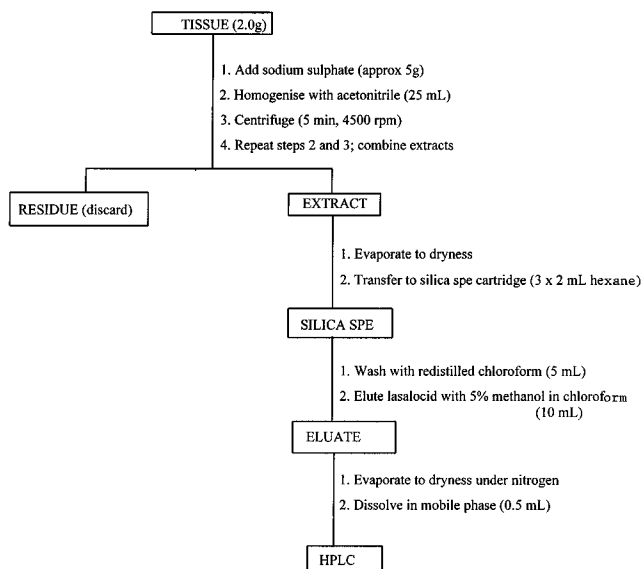 TISSUE (2.0g)
1. Add sodium sulphate (approx 5g)
2. Homogenise with acetonitrile (25 mL)
3. Centrifuge (5 min, 4500 rpm)
4. Repeat steps 2 and 3; combine extracts
RESIDUE (discard)
EXTRACT
1. Evaporate to dryness
2. Transfer to silica spe cartridge (3 x 2 mL hexane)
SILICA SPE
1. Wash with redistilled chloroform (5 mL)
2. Elute lasalocid with 5% methanol in chloroform
(10 mL)
ELUATE
1. Evaporate to dryness under nitrogen
2. Dissolve in mobile phase (0.5 mL)
HPLC